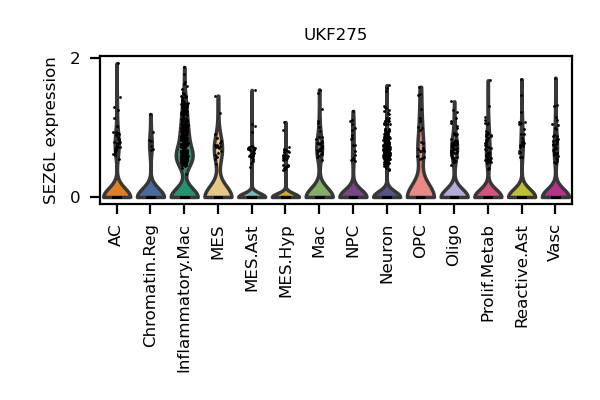 UKF275
SEZ6L expression
2
0
AC
Chromatin.Reg
Inflammatory.Mac
MES
MES.Ast
MES.Hyp
Mac
NPC
Neuron
OPC
Oligo
Prolif.Metab
Reactive.Ast
Vasc